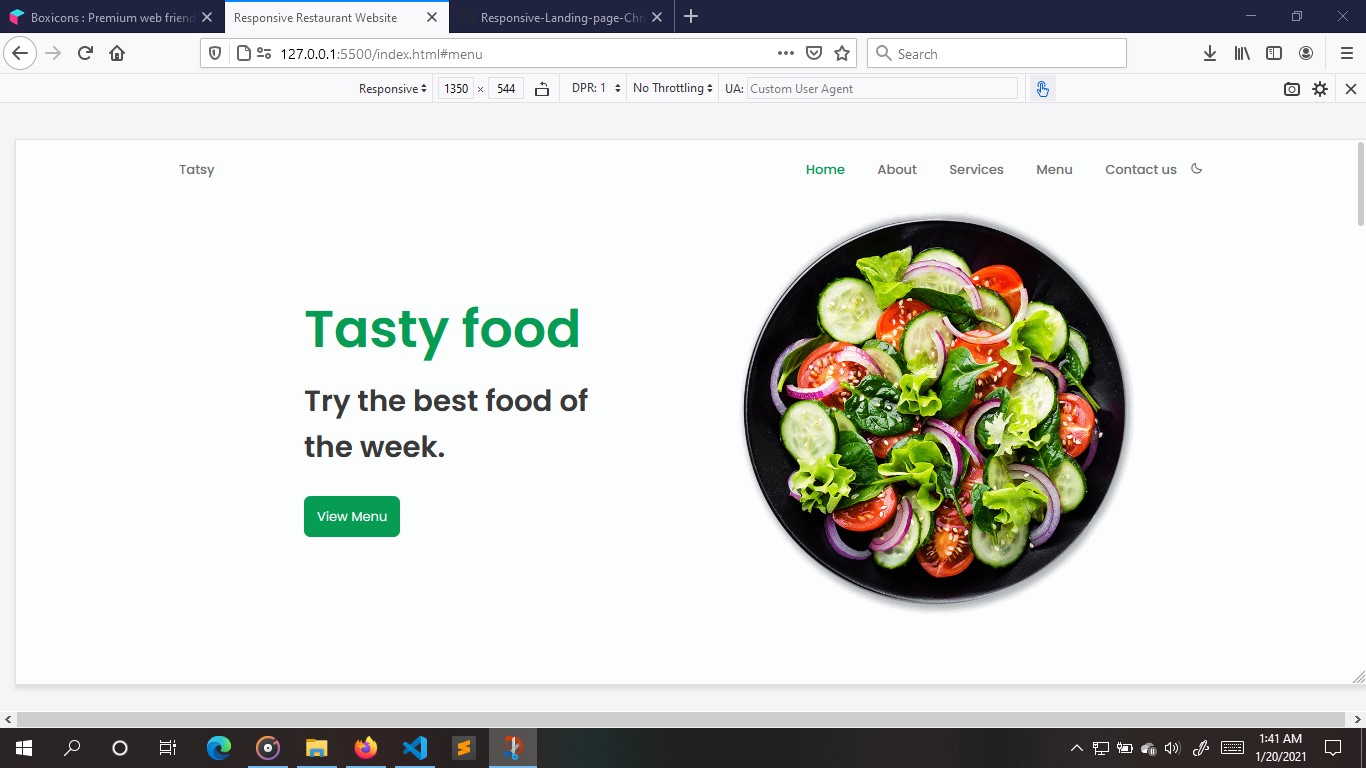 Boxicons : Premium web friend
Responsive Restaurant Website
Responsive-Landing-page-Chr
127.0.0.1:5500/index.html#menu
Search
Responsive
1350 × 544
DPR: 1
No Throttling
UA: Custom User Agent
Tatsy
Home
About
Services
Menu
Contact us
Tasty food
Try the best food of
the week.
View Menu
1:41 AM
1/20/2021